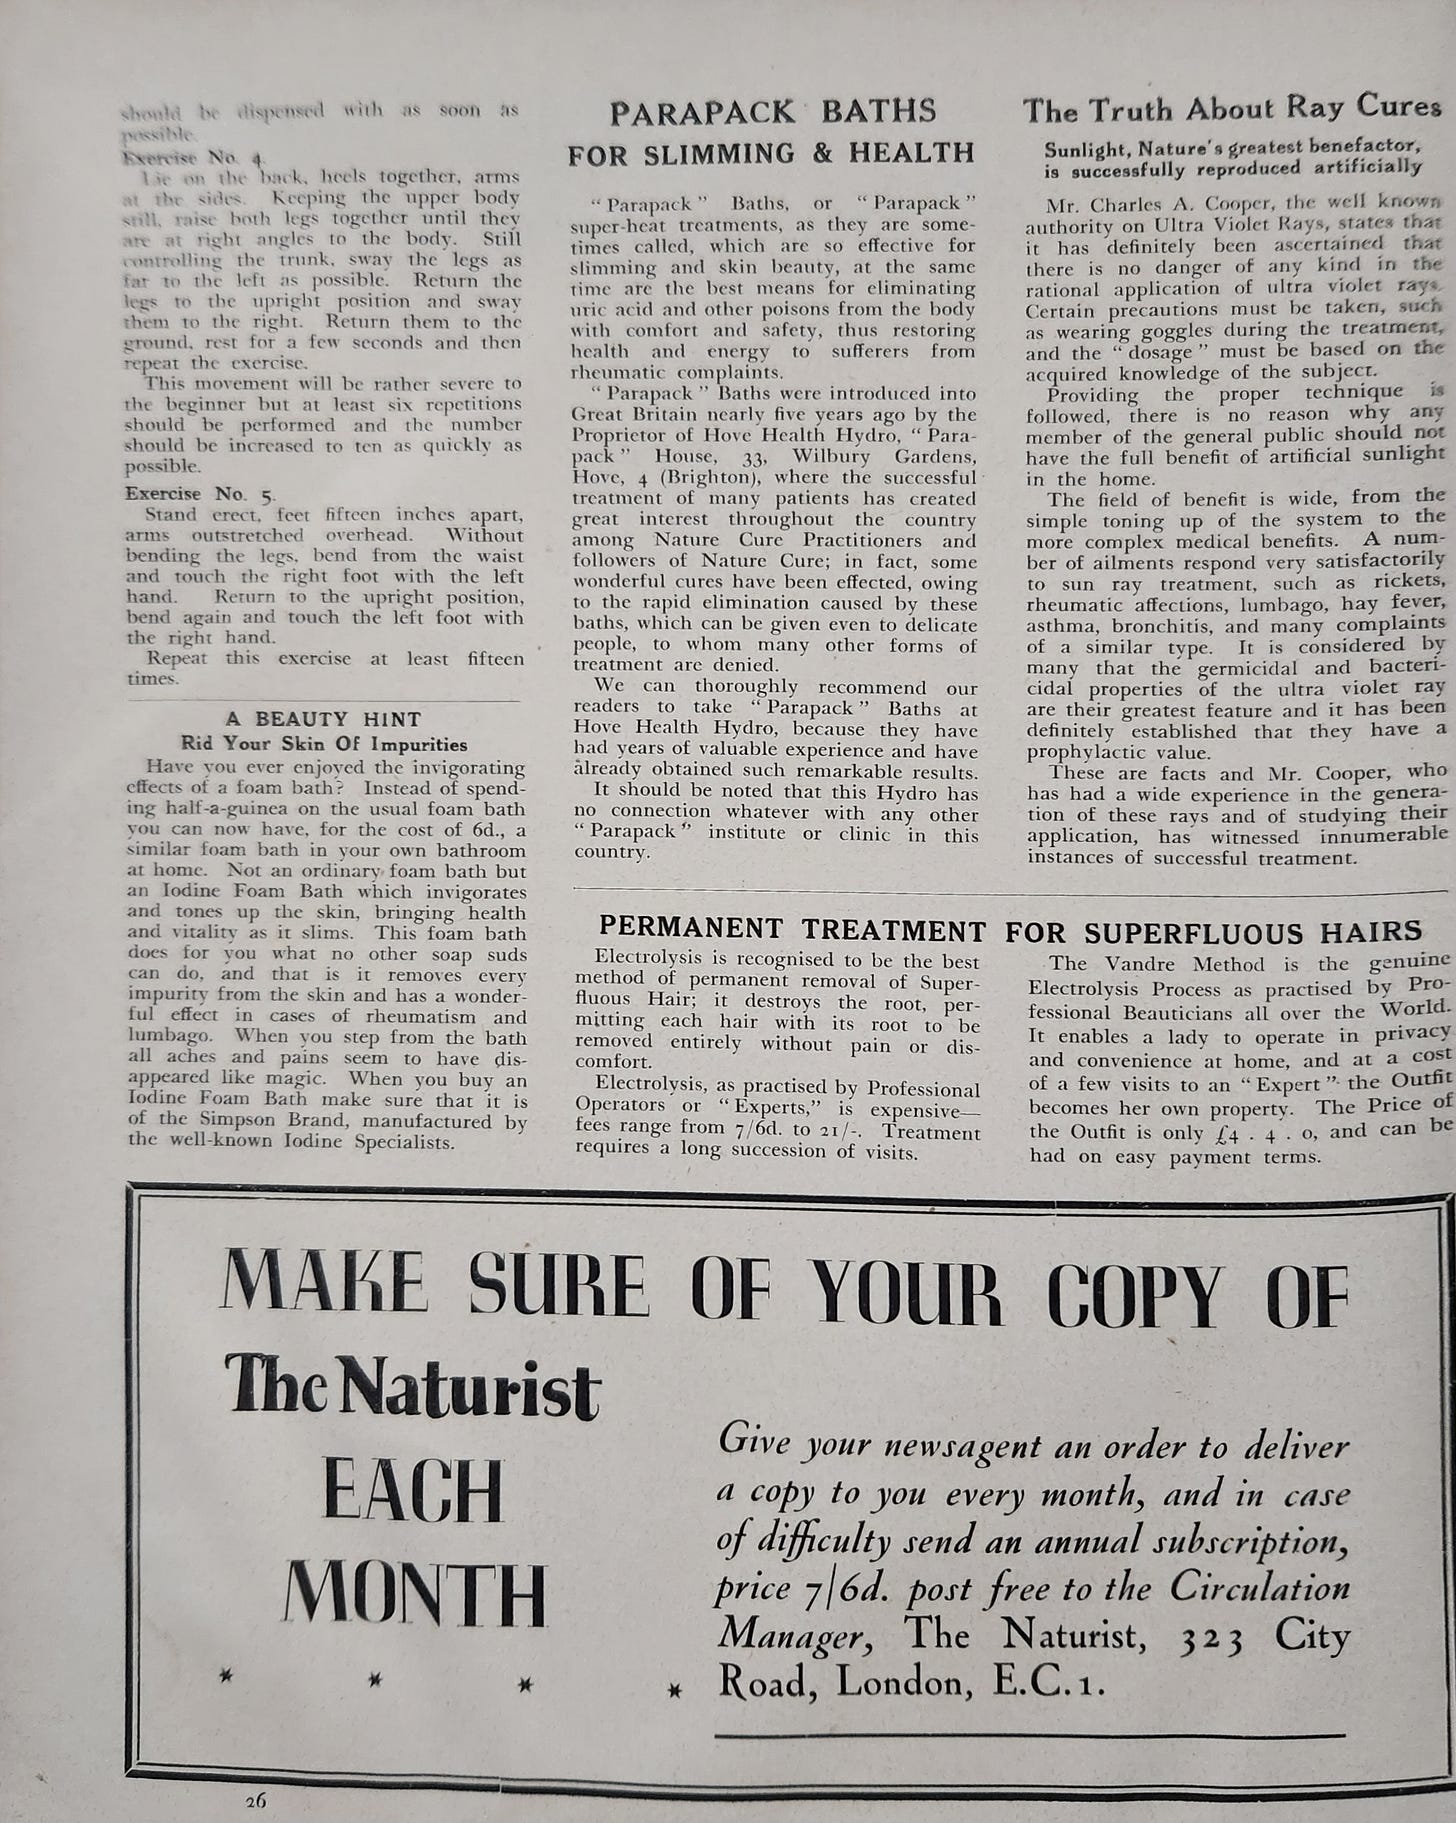 should be dispensed with as soon as
possible.
Exercise No. 4.
Lie on the back, heels together, arms
at the sides. Keeping the upper body
still, raise both legs together until they
are at right angles to the body. Still
controlling the trunk, sway the legs as
far to the left as possible. Return the
legs to the upright position and sway
them to the right. Return them to the
ground, rest for a few seconds and then
repeat the exercise.
This movement will be rather severe to
the beginner but at least six repetitions
should be performed and the number
should be increased to ten as quickly as
possible.
Exercise No. 5.
Stand erect, feet fifteen inches apart,
arms outstretched overhead. Without
bending the legs, bend from the waist
and touch the right foot with the left
hand. Return to the upright position,
bend again and touch the left foot with
the right hand.
Repeat this exercise at least fifteen
times.
A BEAUTY HINT
Rid Your Skin Of Impurities
Have you ever enjoyed the invigorating
effects of a foam bath? Instead of spend-
ing half-a-guinea on the usual foam bath
you can now have, for the cost of 6d., a
similar foam bath in your own bathroom
at home. Not an ordinary foam bath but
an Iodine Foam Bath which invigorates
and tones up the skin, bringing health
and vitality as it slims. This foam bath
does for you what no other soap suds
can do, and that is it removes every
impurity from the skin and has a wonder-
ful effect in cases of rheumatism and
lumbago. When you step from the bath
all aches and pains seem to have dis-
appeared like magic. When you buy an
Iodine Foam Bath make sure that it is
of the Simpson Brand, manufactured by
the well-known Iodine Specialists.
PARAPACK BATHS
FOR SLIMMING & HEALTH
"Parapack" Baths, or "Parapack"
super-heat treatments, as they are some-
times called, which are so effective for
slimming and skin beauty, at the same
time are the best means for eliminating
uric acid and other poisons from the body
with comfort and safety, thus restoring
health and energy to sufferers from
rheumatic complaints.
"Parapack" Baths were introduced into
Great Britain nearly five years ago by the
Proprietor of Hove Health Hydro, "Para-
pack" House, 33, Wilbury Gardens,
Hove, 4 (Brighton), where the successful
treatment of many patients has created
great interest throughout the country
among Nature Cure Practitioners and
followers of Nature Cure; in fact, some
wonderful cures have been effected, owing
to the rapid elimination caused by these
baths, which can be given even to delicate
people, to whom many other forms of
treatment are denied.
We can thoroughly recommend our
readers to take "Parapack" Baths at
Hove Health Hydro, because they have
had years of valuable experience and have
already obtained such remarkable results.
It should be noted that this Hydro has
no connection whatever with any other
"Parapack" institute or clinic in this
country.
The Truth About Ray Cures
Sunlight, Nature's greatest benefactor,
is successfully reproduced artificially
Mr. Charles A. Cooper, the well known
authority on Ultra Violet Rays, states that
it has definitely been ascertained that
there is no danger of any kind in the
rational application of ultra violet rays.
Certain precautions must be taken, such
as wearing goggles during the treatment,
and the "dosage" must be based on the
acquired knowledge of the subject.
Providing the proper technique is
followed, there is no reason why any
member of the general public should not
have the full benefit of artificial sunlight
in the home.
The field of benefit is wide, from the
simple toning up of the system to the
more complex medical benefits. A num-
ber of ailments respond very satisfactorily
to sun ray treatment, such as rickets,
rheumatic affections, lumbago, hay fever,
asthma, bronchitis, and many complaints
of a similar type. It is considered by
many that the germicidal and bacteri-
cidal properties of the ultra violet ray
are their greatest feature and it has been
definitely established that they have a
prophylactic value.
These are facts and Mr. Cooper, who
has had a wide experience in the genera-
tion of these rays and of studying their
application, has witnessed innumerable
instances of successful treatment.
PERMANENT TREATMENT FOR SUPERFLUOUS HAIRS
Electrolysis is recognised to be the best
method of permanent removal of Super-
fluous Hair; it destroys the root, per-
mitting each hair with its root to be
removed entirely without pain or dis-
comfort.
Electrolysis, as practised by Professional
Operators or "Experts," is expensive—
fees range from 7/6d. to 21/-. Treatment
requires a long succession of visits.
The Vandre Method is the genuine
Electrolysis Process as practised by Pro-
fessional Beauticians all over the World.
It enables a lady to operate in privacy
and convenience at home, and at a cost
of a few visits to an "Expert" the Outfit
becomes her own property. The Price of
the Outfit is only £4 . 4 . 0, and can be
had on easy payment terms.
MAKE SURE OF YOUR COPY OF
The Naturist
EACH
MONTH
* * * *
Give your newsagent an order to deliver
a copy to you every month, and in case
of difficulty send an annual subscription,
price 7/6d. post free to the Circulation
Manager, The Naturist, 323 City
Road, London, E.C.1.
26